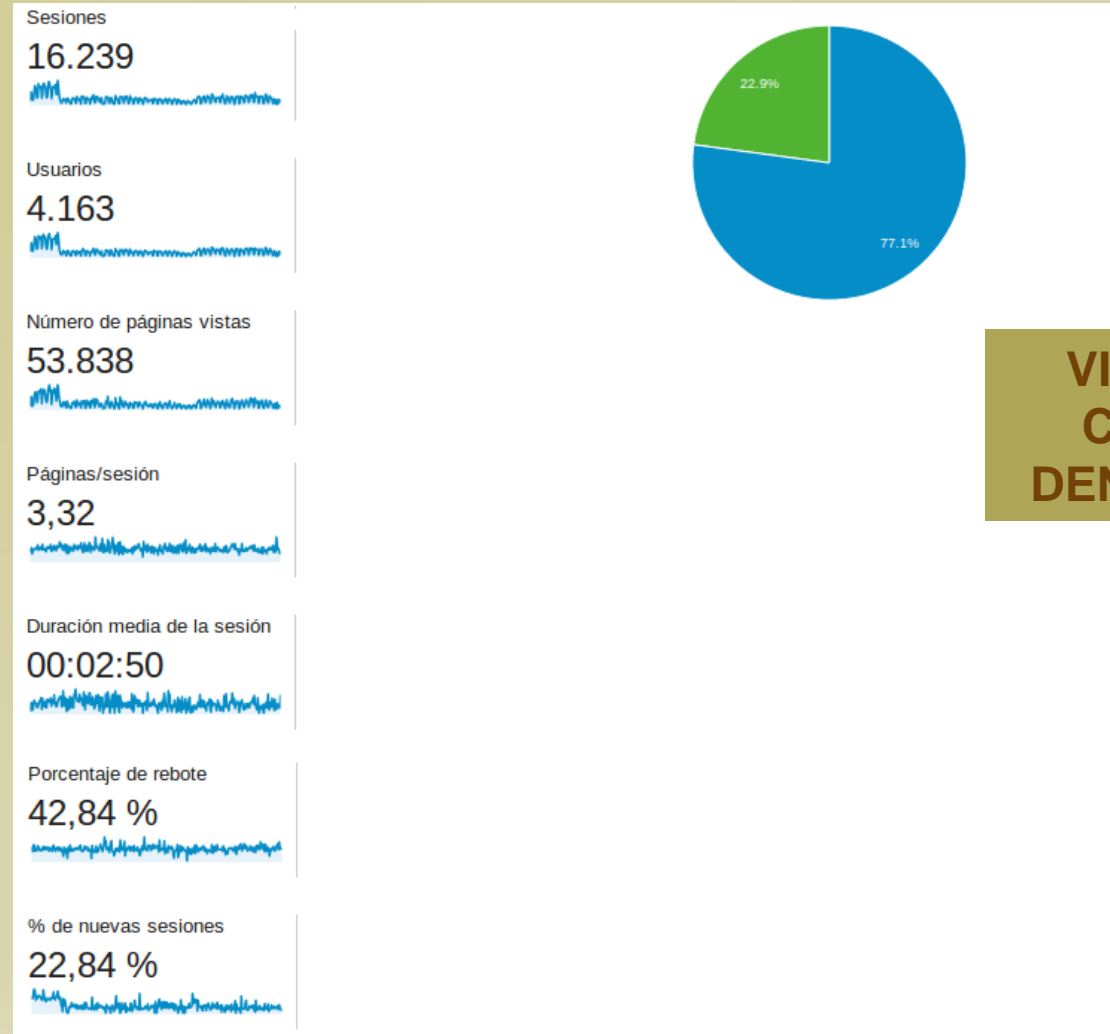 Sesiones
16.239
Usuarios
4.163
Número de páginas vistas
53.838
Páginas/sesión
3,32
Duración media de la sesión
00:02:50
Porcentaje de rebote
42,84 %
% de nuevas sesiones
22,84 %
22.9%
77.1%